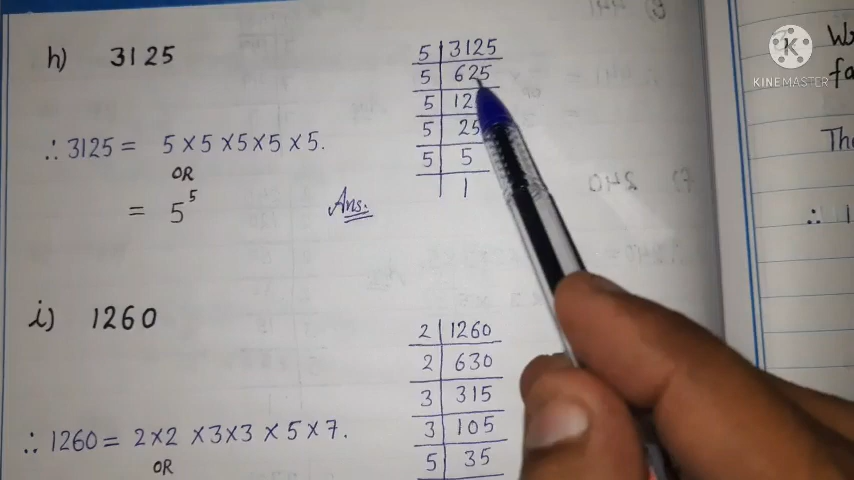 h) 3125
5 | 3125
5 | 625
5 | 12
5 | 25
5 | 5
1
∴ 3125 = 5 × 5 × 5 × 5 × 5.
OR
= 5⁵ Ans.
i) 1260
2 | 1260
2 | 630
3 | 315
3 | 105
5 | 35
∴ 1260 = 2 × 2 × 3 × 3 × 5 × 7.
OR
K
KINEMASTER
∴ 1